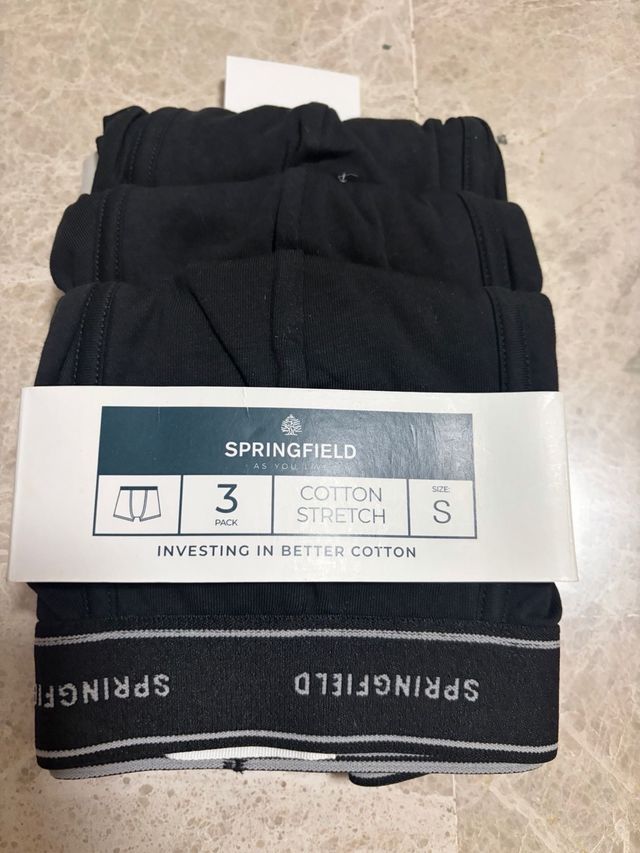 SPRINGFIELD
AS YOU LIVE
3
PACK
COTTON
STRETCH
SIZE:
S
INVESTING IN BETTER COTTON
SPRINGFIELD SPRINGFIELD